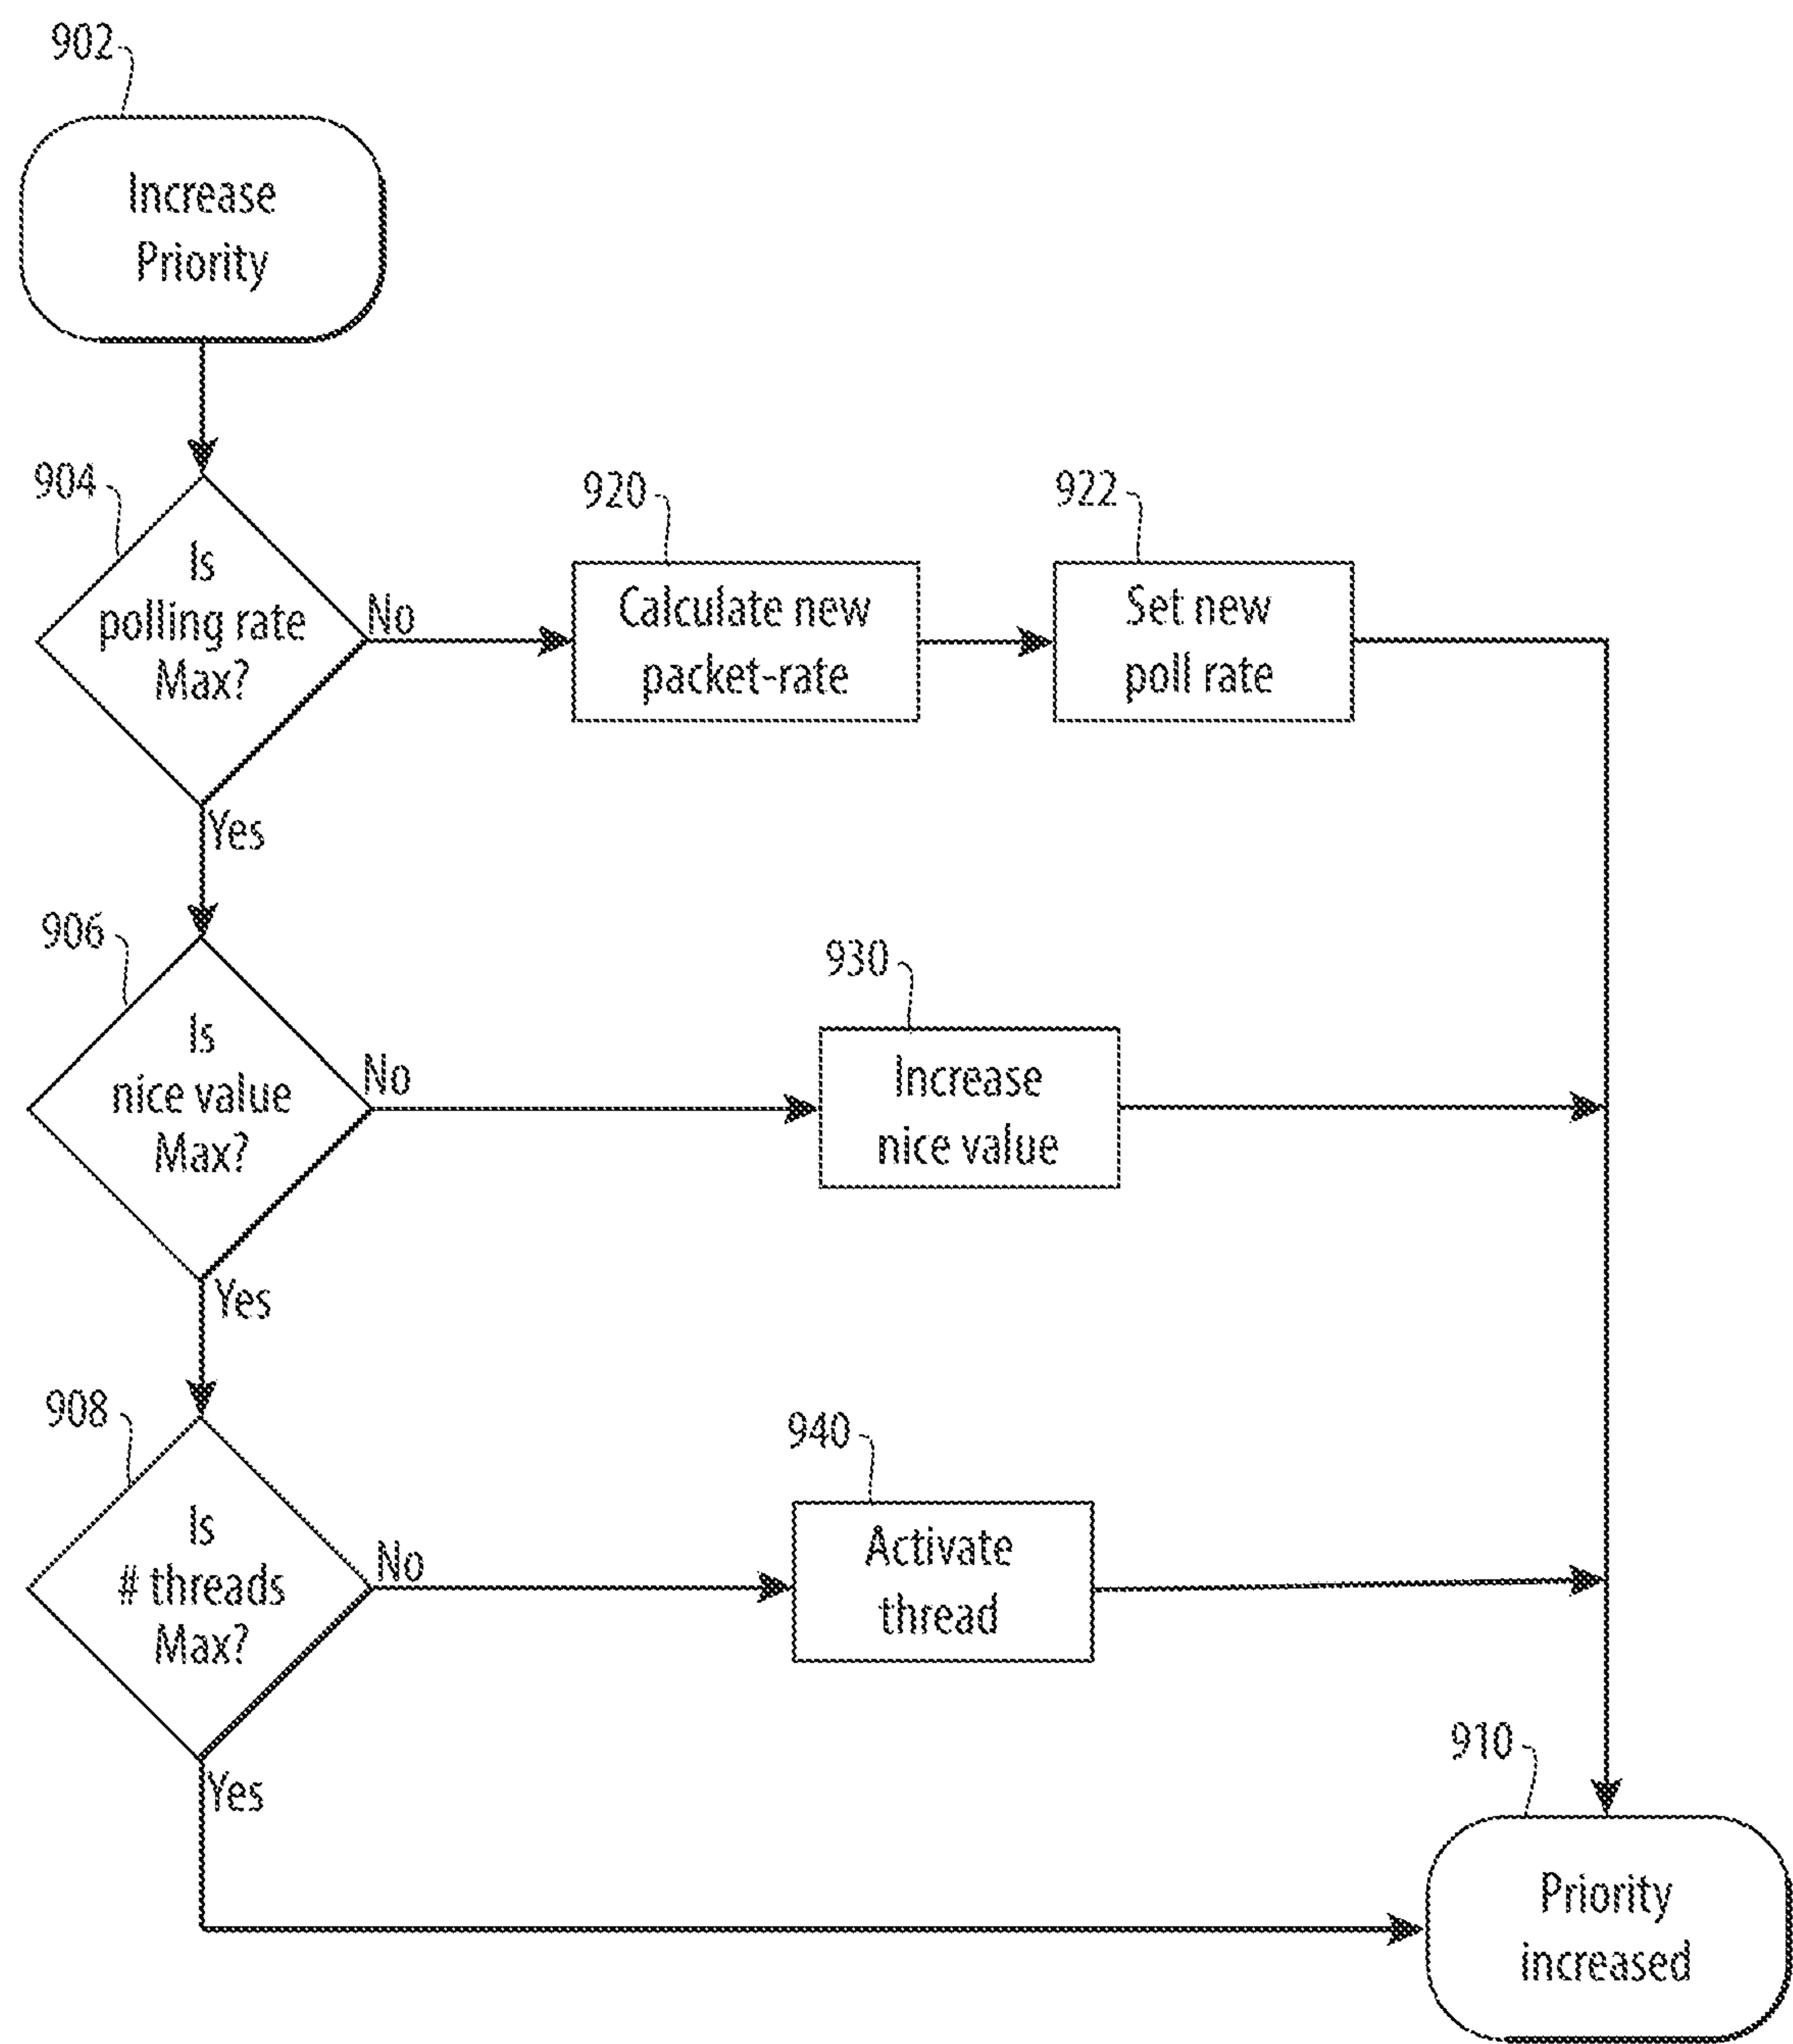 902
Increase
Priority
904
Is
polling rate
Max?
No
Yes
920
Calculate new
packet-rate
922
Set new
poll rate
906
Is
nice value
Max?
No
Yes
930
Increase
nice value
908
Is
# threads
Max?
No
Yes
940
Activate
thread
910
Priority
increased